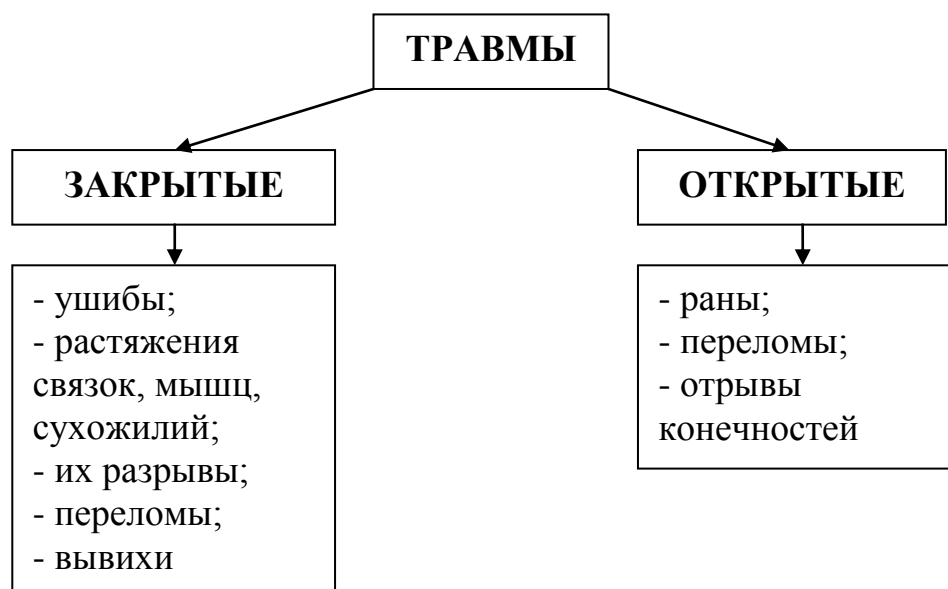 ТРАВМЫ
ЗАКРЫТЫЕ
ОТКРЫТЫЕ
- ушибы;
- растяжения
связок, мышц,
сухожилий;
- их разрывы;
- переломы;
- вывихи
- раны;
- переломы;
- отрывы
конечностей